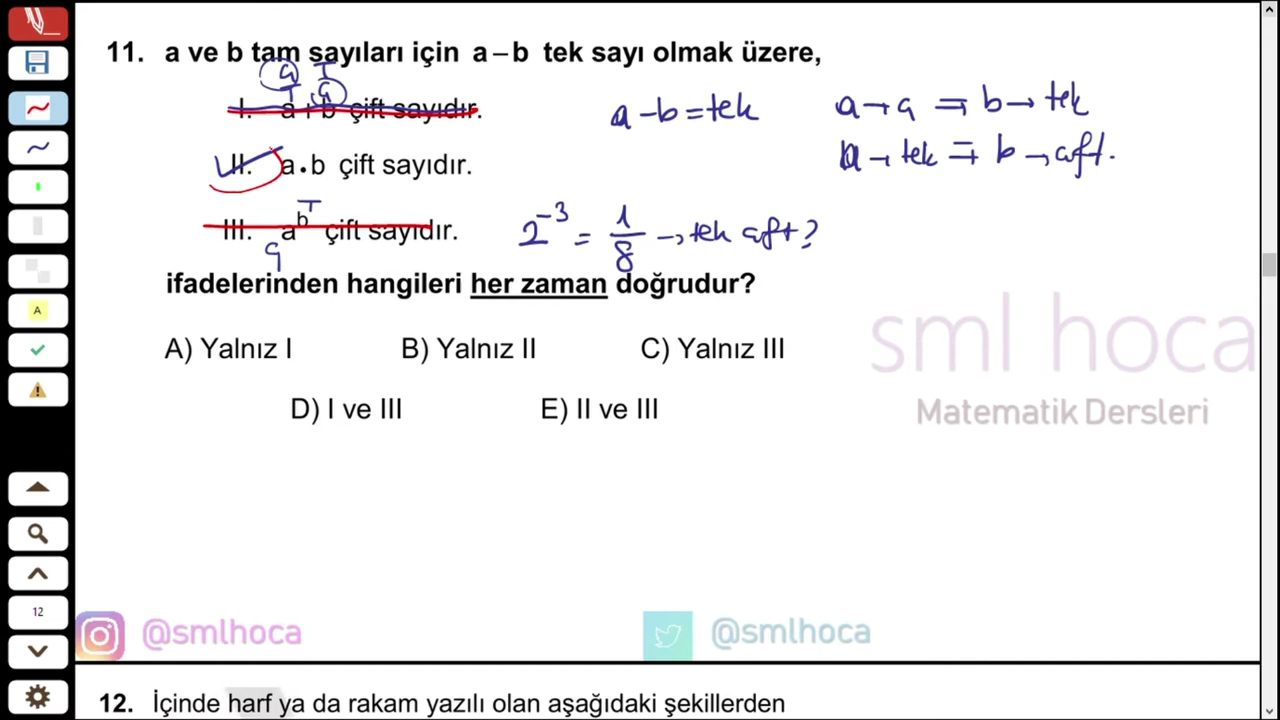 11. a ve b tam sayıları için a – b tek sayı olmak üzere,
Ç T
T Ç
I. a + b çift sayıdır.
a – b = tek
a → Ç ⇒ b → tek
a → tek ⇒ b → çift.
II. a • b çift sayıdır.
T
III. a^b çift sayıdır.
Ç
2^-3 = 1/8 → tek çift?
ifadelerinden hangileri her zaman doğrudur?
A) Yalnız I B) Yalnız II C) Yalnız III
D) I ve III E) II ve III
sml hoca
Matematik Dersleri
A
12
@smlhoca @smlhoca
12. İçinde harf ya da rakam yazılı olan aşağıdaki şekillerden